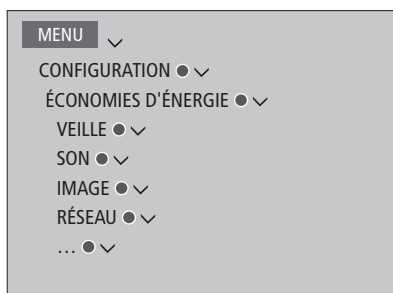 MENU
CONFIGURATION
ÉCONOMIES D'ÉNERGIE
VEILLE
SON
IMAGE
RÉSEAU
…